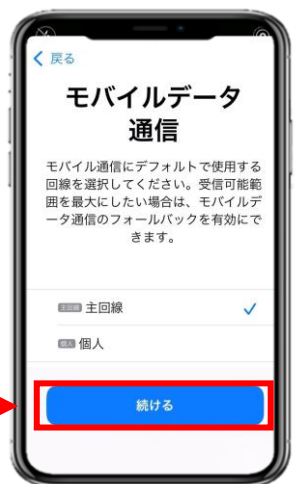 戻る
モバイルデータ
通信
モバイル通信にデフォルトで使用する
回線を選択してください。受信可能範
囲を最大にしたい場合は、モバイルデ
ータ通信のフォールバックを有効にで
きます。
主回線 主回線
個人 個人
続ける